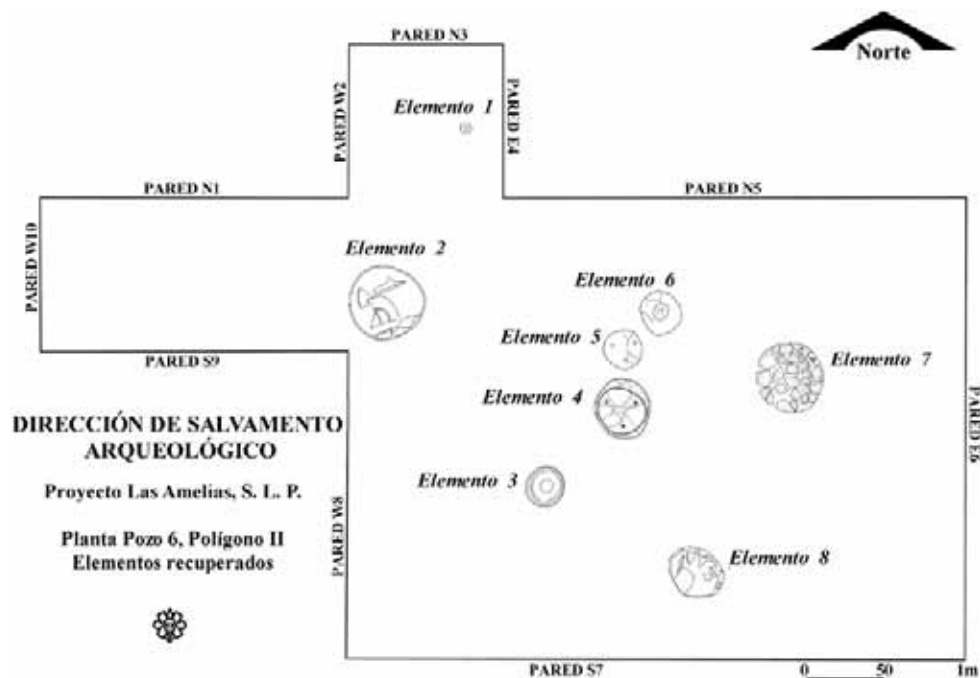 PARED N3
Norte
PARED W2
Elemento 1
PARED E4
PARED N1
PARED N5
PARED W10
Elemento 2
Elemento 6
Elemento 5
Elemento 7
PARED S9
Elemento 4
PARED E6
DIRECCIÓN DE SALVAMENTO
ARQUEOLÓGICO
Proyecto Las Amelias, S. L. P.
Elemento 3
PARED W8
Planta Pozo 6, Polígono II
Elementos recuperados
Elemento 8
PARED S7
0 50 1m